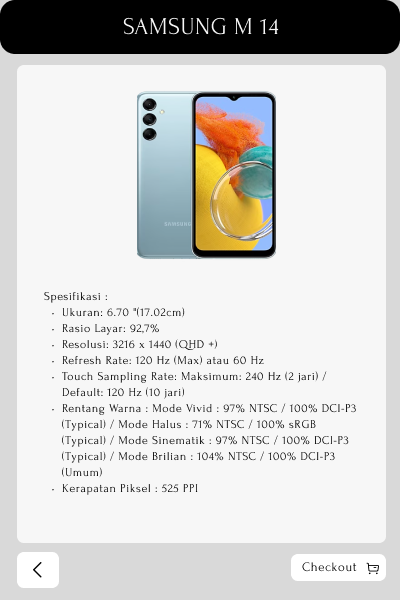 SAMSUNG M 14
SAMSUNG
Spesifikasi :
· Ukuran: 6.70 "(17.02cm)
· Rasio Layar: 92,7%
· Resolusi: 3216 x 1440 (QHD +)
· Refresh Rate: 120 Hz (Max) atau 60 Hz
· Touch Sampling Rate: Maksimum: 240 Hz (2 jari) /
Default: 120 Hz (10 jari)
· Rentang Warna : Mode Vivid : 97% NTSC / 100% DCI-P3
(Typical) / Mode Halus : 71% NTSC / 100% sRGB
(Typical) / Mode Sinematik : 97% NTSC / 100% DCI-P3
(Typical) / Mode Brilian : 104% NTSC / 100% DCI-P3
(Umum)
· Kerapatan Piksel : 525 PPI
Checkout